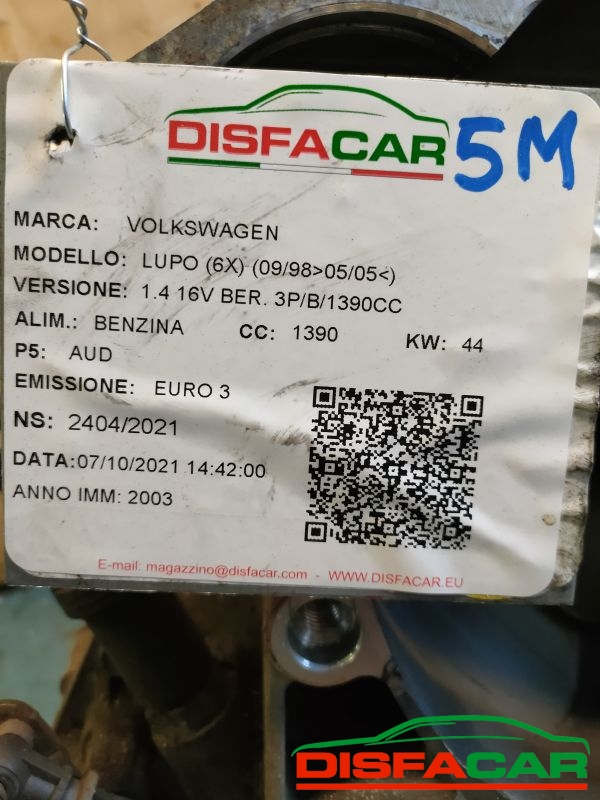 DISFACAR 5M
MARCA: VOLKSWAGEN
MODELLO: LUPO (6X) (09/98>05/05<)
VERSIONE: 1.4 16V BER. 3P/B/1390CC
ALIM.: BENZINA CC: 1390 KW: 44
P5: AUD
EMISSIONE: EURO 3
NS: 2404/2021
DATA:07/10/2021 14:42:00
ANNO IMM: 2003
E-mail: magazzino@disfacar.com - WWW.DISFACAR.EU
DISFACAR